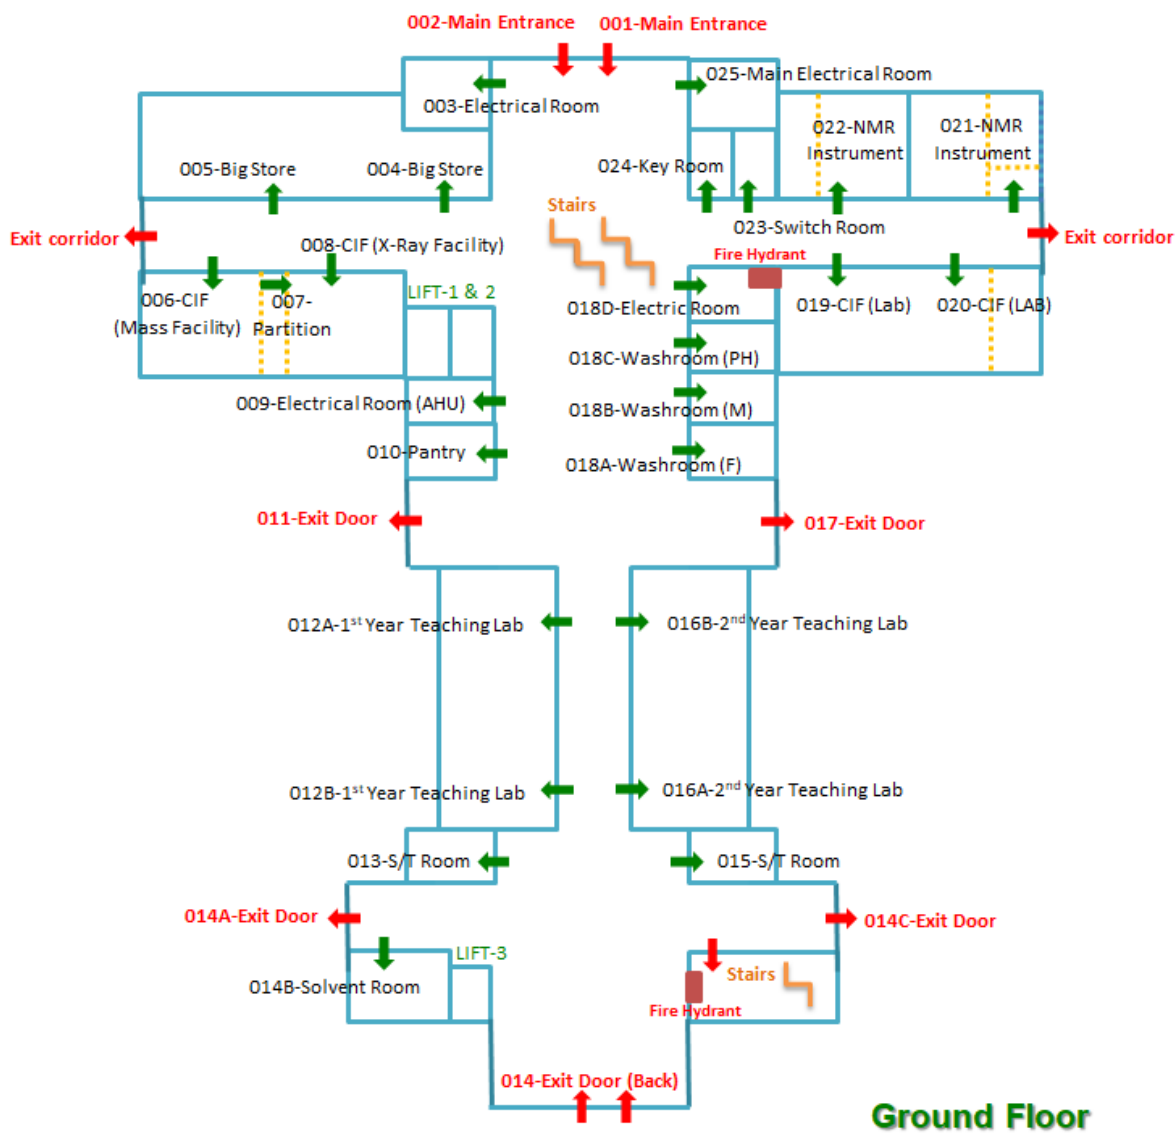 002-Main Entrance
001-Main Entrance
025-Main Electrical Room
003-Electrical Room
022-NMR
Instrument
021-NMR
Instrument
005-Big Store
004-Big Store
024-Key Room
Stairs
023-Switch Room
Exit corridor
008-CIF (X-Ray Facility)
Fire Hydrant
Exit corridor
006-CIF
(Mass Facility)
007-
Partition
LIFT-1 & 2
018D-Electric Room
019-CIF (Lab)
020-CIF (LAB)
018C-Washroom (PH)
009-Electrical Room (AHU)
018B-Washroom (M)
010-Pantry
018A-Washroom (F)
011-Exit Door
017-Exit Door
012A-1st Year Teaching Lab
016B-2nd Year Teaching Lab
012B-1st Year Teaching Lab
016A-2nd Year Teaching Lab
013-S/T Room
015-S/T Room
014A-Exit Door
014C-Exit Door
LIFT-3
Stairs
014B-Solvent Room
Fire Hydrant
014-Exit Door (Back)
Ground Floor